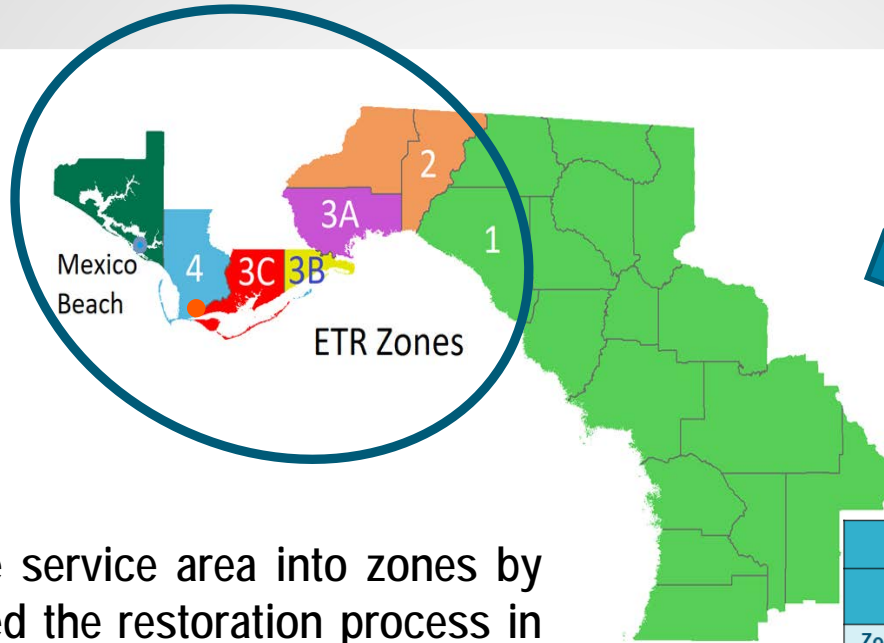 2
3A
1
Mexico
Beach
4
3C
3B
ETR Zones
service area into zones by
the restoration process in